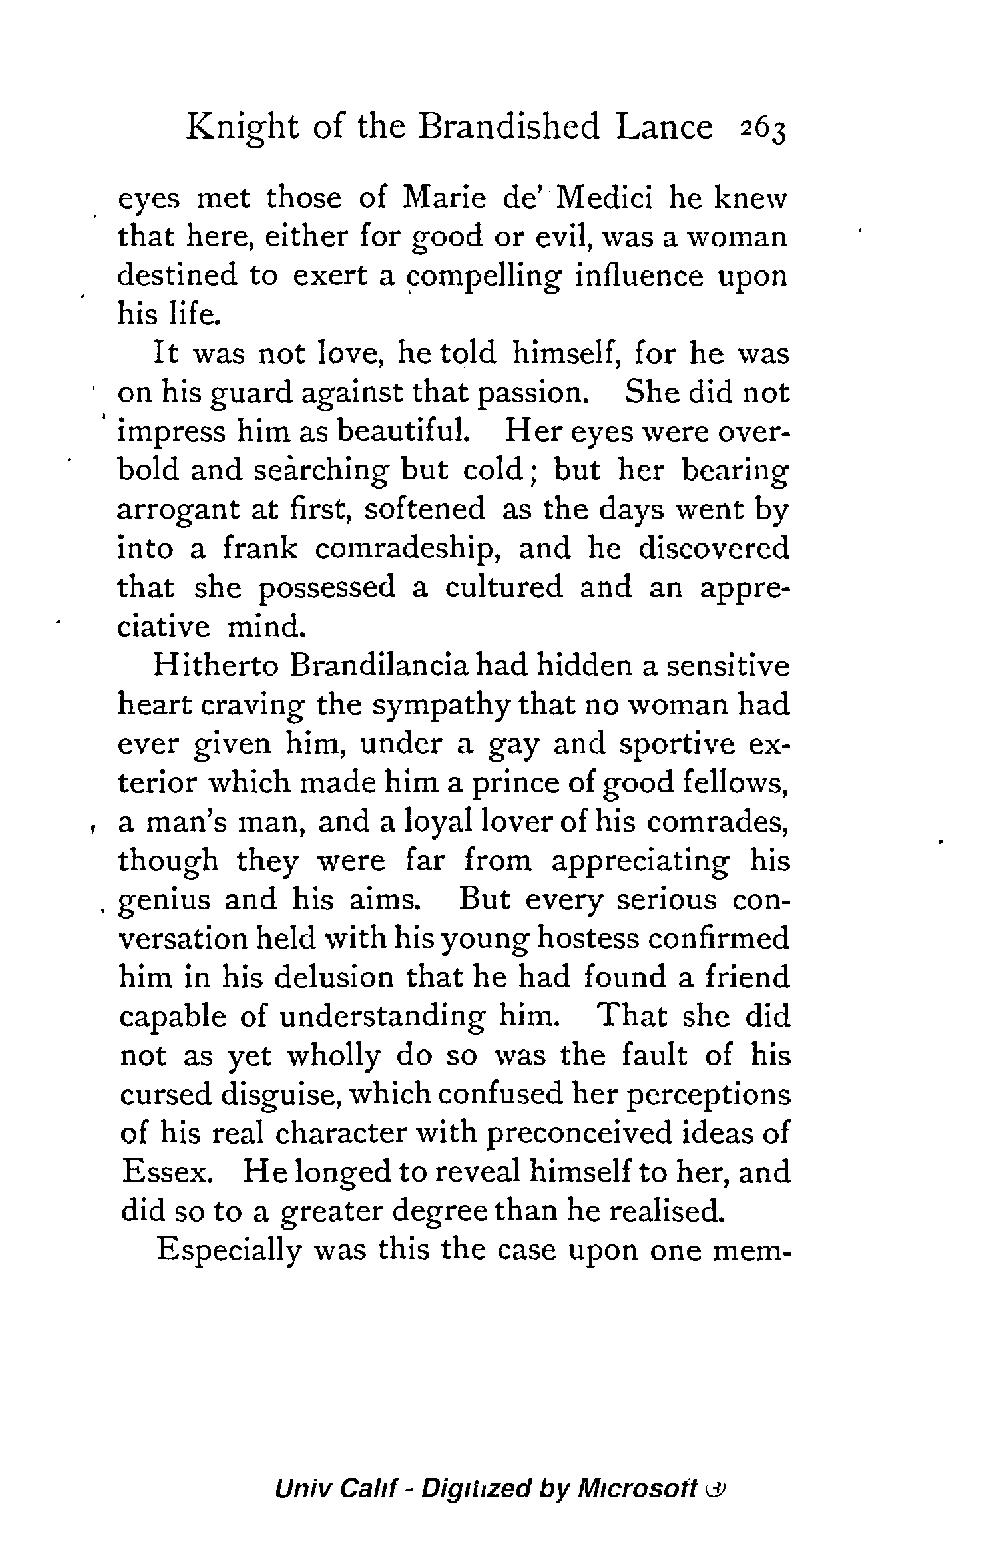 Knight of the Brandished Lance 263
eyes met those of Marie de' Medici he knew
that here, either for good or evil, was a woman
destined to exert a compelling influence upon
his life.
It was not love, he told himself, for he was
on his guard against that passion. She did not
impress him as beautiful. Her eyes were over-
bold and searching but cold; but her bearing
arrogant at first, softened as the days went by
into a frank comradeship, and he discovered
that she possessed a cultured and an appre-
ciative mind.
Hitherto Brandilancia had hidden a sensitive
heart craving the sympathy that no woman had
ever given him, under a gay and sportive ex-
terior which made him a prince of good fellows,
a man's man, and a loyal lover of his comrades,
though they were far from appreciating his
genius and his aims. But every serious con-
versation held with his young hostess confirmed
him in his delusion that he had found a friend
capable of understanding him. That she did
not as yet wholly do so was the fault of his
cursed disguise, which confused her perceptions
of his real character with preconceived ideas of
Essex. He longed to reveal himself to her, and
did so to a greater degree than he realised.
Especially was this the case upon one mem-
Univ Calif - Digitized by Microsoft ®